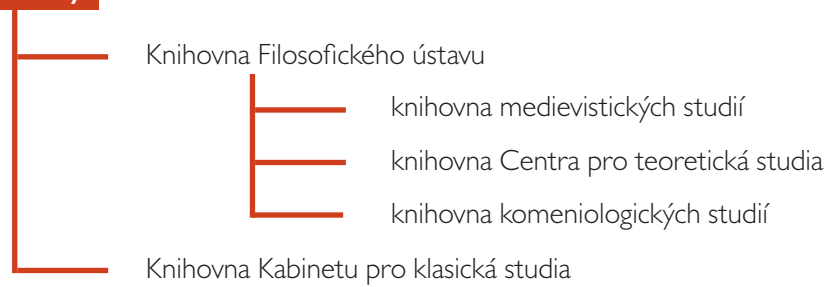 Knihovna Filosofického ústavu
knihovna medievistických studií
knihovna Centra pro teoretická studia
knihovna komeniologických studií
Knihovna Kabinetu pro klasická studia